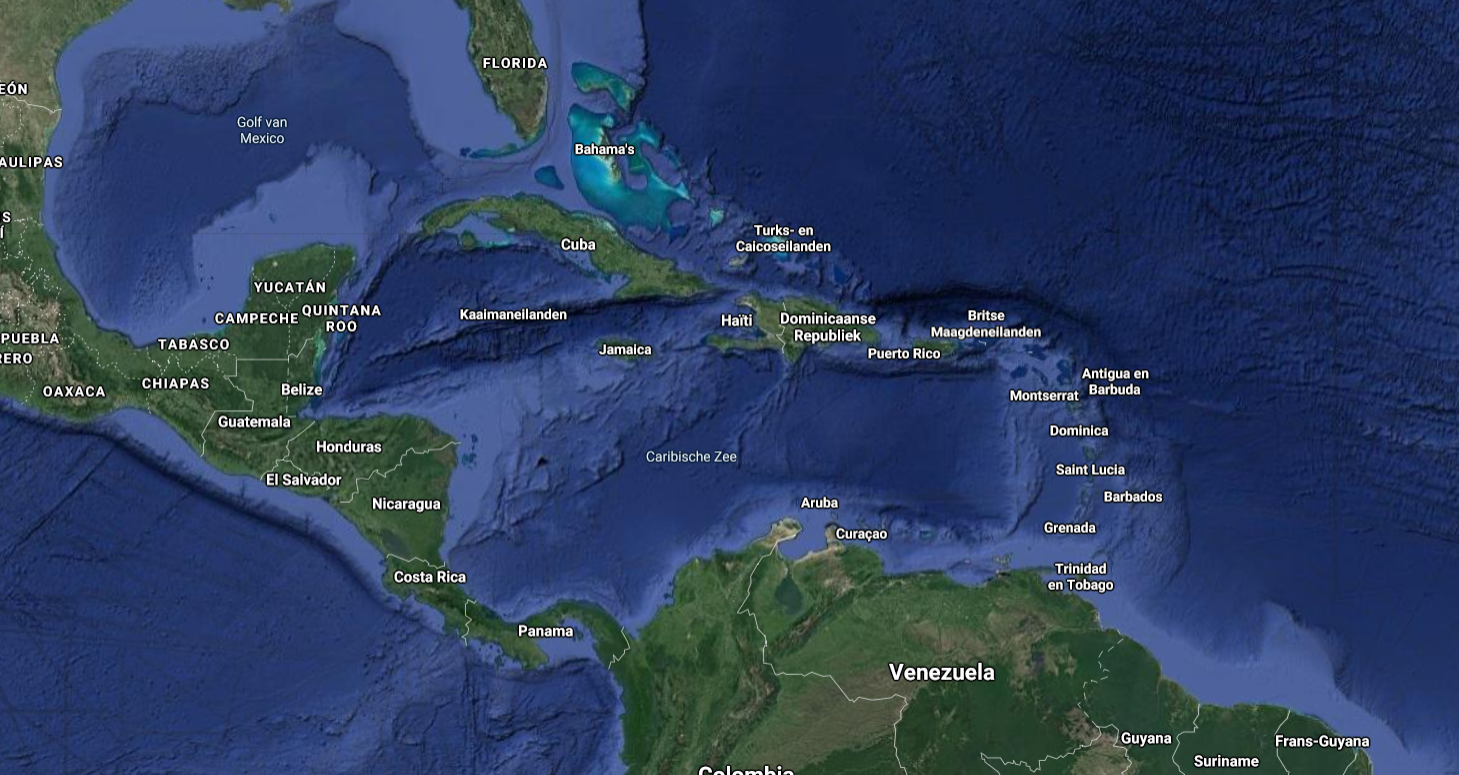 FLORIDA
EÓN
Golf van
Mexico
Bahama's
AULIPAS
S
Í
Turks- en
Caicoseilanden
Cuba
YUCATÁN
CAMPECHE
QUINTANA
ROO
Kaaimaneilanden
Haïti
Dominicaanse
Republiek
Britse
Maagdeneilanden
PUEBLA
TABASCO
Jamaica
Puerto Rico
RERO
OAXACA
CHIAPAS
Belize
Antigua en
Barbuda
Montserrat
Guatemala
Dominica
Honduras
Caribische Zee
Saint Lucia
El Salvador
Barbados
Nicaragua
Aruba
Curaçao
Grenada
Costa Rica
Trinidad
en Tobago
Panama
Venezuela
Guyana
Frans-Guyana
Suriname
Colombia